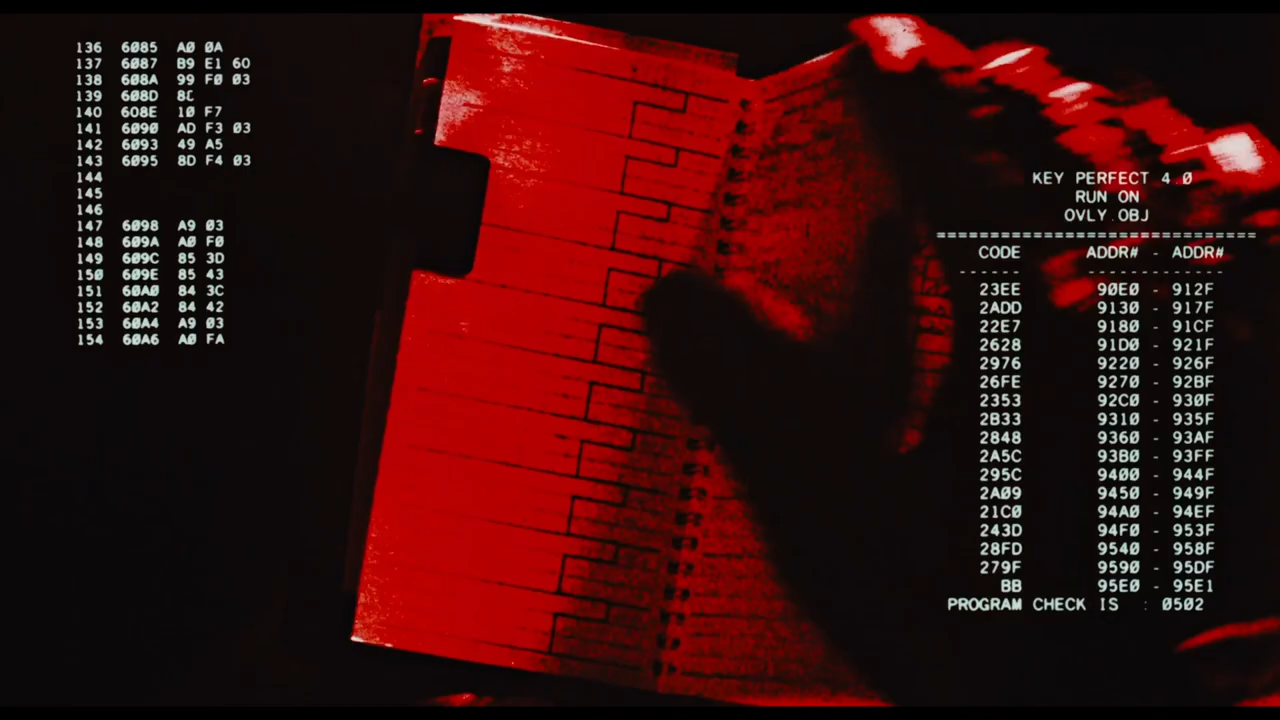 136 6085 A0 0A
137 6087 B9 E1 60
138 608A 99 F0 03
139 608D 8C
140 608E 10 F7
141 6090 AD F3 03
142 6093 49 A5
143 6095 8D F4 03
144
145
146
147 6098 A9 03
148 609A A0 F0
149 609C 85 3D
150 609E 85 43
151 60A0 84 3C
152 60A2 84 42
153 60A4 A9 03
154 60A6 A0 FA
KEY PERFECT 4.0
RUN ON
OVLY.OBJ
==============================
CODE ADDR# - ADDR#
------ -------------
23EE 90E0 - 912F
2ADD 9130 - 917F
22E7 9180 - 91CF
2628 91D0 - 921F
2976 9220 - 926F
26FE 9270 - 92BF
2353 92C0 - 930F
2B33 9310 - 935F
2848 9360 - 93AF
2A5C 93B0 - 93FF
295C 9400 - 944F
2A09 9450 - 949F
21C0 94A0 - 94EF
243D 94F0 - 953F
28FD 9540 - 958F
279F 9590 - 95DF
BB 95E0 - 95E1
PROGRAM CHECK IS : 0502